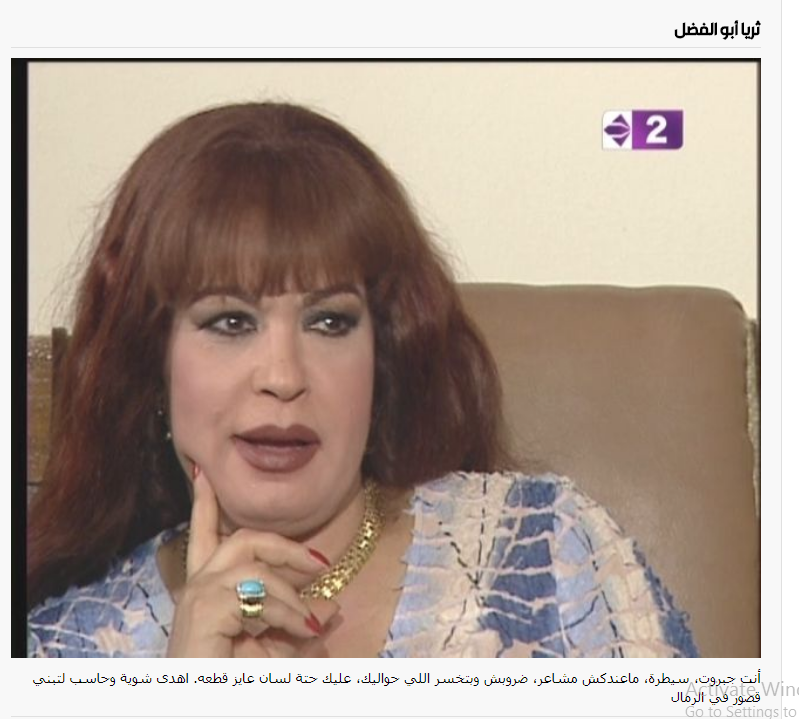 ثريا أبو الفضل
2
أنت جبروت، سيطرة، ماعندكش مشاعر، ضروبش وبتخسر اللي حواليك، عليك حتة لسان عايز قطعه. اهدى شوية وحاسب لتبني
قصور في الرمال
Activate Wind
Go to Settings to